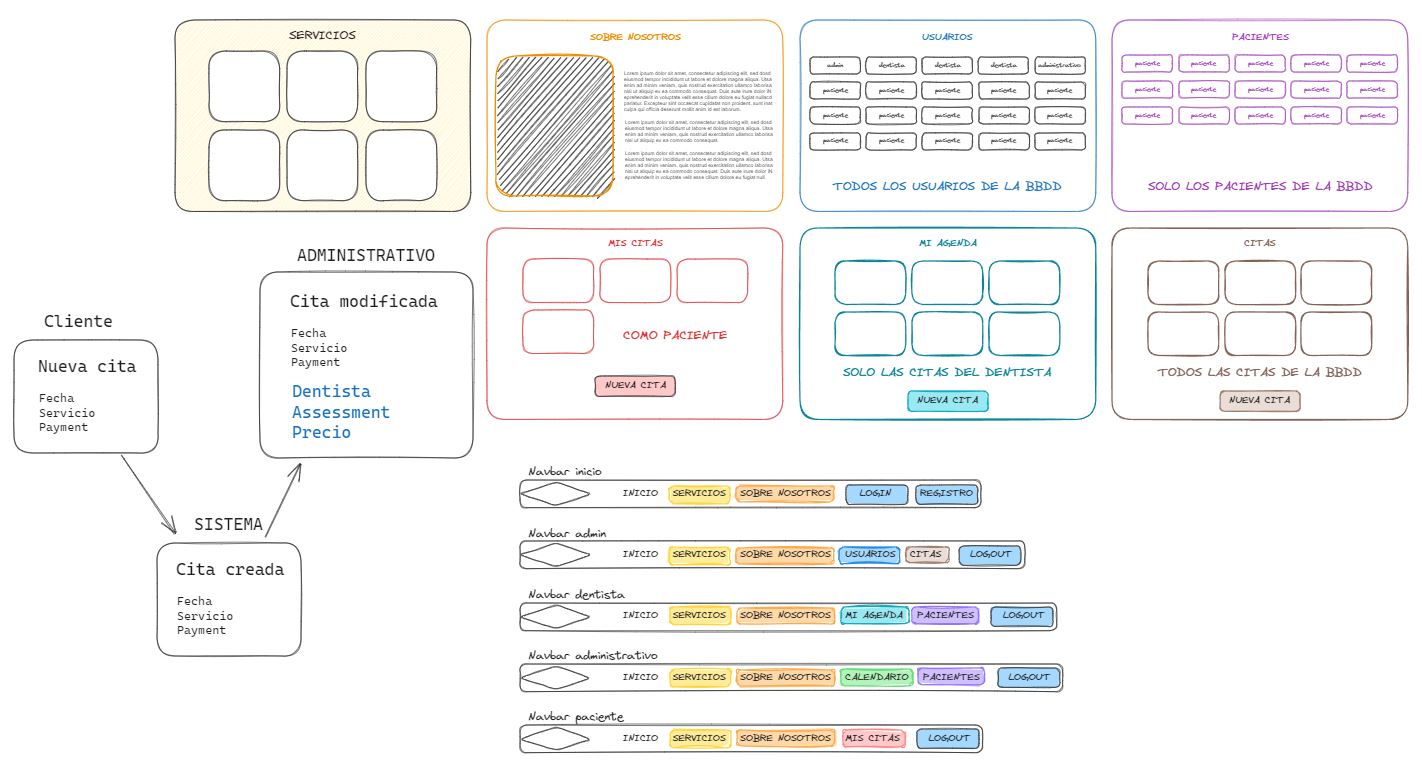 SERVICIOS
SOBRE NOSOTROS
Lorem ipsum dolor sit amet, consectetur adipiscing elit, sed dosd
eiusmod tempor incididunt ut labore et dolore magna aliqua. Uts
enim ad minim veniam, quis nostrud exercitation ullamco laborisa
nisi ut aliquip ex ea commodo consequat. Duis aute irure dolor IN
eprehenderit in voluptate velit esse cillum dolore eu fugiat nullacd
pariatur. Excepteur sint occaecat cupidatat non proident, sunt inat
culpa qui officia deserunt mollit anim id est laborum.
Lorem ipsum dolor sit amet, consectetur adipiscing elit, sed dosd
eiusmod tempor incididunt ut labore et dolore magna aliqua. Uts
enim ad minim veniam, quis nostrud exercitation ullamco laborisa
nisi ut aliquip ex ea commodo consequat.
Lorem ipsum dolor sit amet, consectetur adipiscing elit, sed dosd
eiusmod tempor incididunt ut labore et dolore magna aliqua. Uts
enim ad minim veniam, quis nostrud exercitation ullamco laborisa
nisi ut aliquip ex ea commodo consequat. Duis aute irure dolor IN
eprehenderit in voluptate velit esse cillum dolore eu fugiat null.
USUARIOS
admin dentista dentista dentista administrativo
paciente paciente paciente paciente paciente
paciente paciente paciente paciente paciente
paciente paciente paciente paciente paciente
TODOS LOS USUARIOS DE LA BBDD
PACIENTES
paciente paciente paciente paciente paciente
paciente paciente paciente paciente paciente
paciente paciente paciente paciente paciente
SOLO LOS PACIENTES DE LA BBDD
MIS CITAS
COMO PACIENTE
NUEVA CITA
MI AGENDA
SOLO LAS CITAS DEL DENTISTA
NUEVA CITA
CITAS
TODOS LAS CITAS DE LA BBDD
NUEVA CITA
Cliente
Nueva cita
Fecha
Servicio
Payment
SISTEMA
Cita creada
Fecha
Servicio
Payment
ADMINISTRATIVO
Cita modificada
Fecha
Servicio
Payment
Dentista
Assessment
Precio
Navbar inicio
INICIO SERVICIOS SOBRE NOSOTROS LOGIN REGISTRO
Navbar admin
INICIO SERVICIOS SOBRE NOSOTROS USUARIOS CITAS LOGOUT
Navbar dentista
INICIO SERVICIOS SOBRE NOSOTROS MI AGENDA PACIENTES LOGOUT
Navbar administrativo
INICIO SERVICIOS SOBRE NOSOTROS CALENDARIO PACIENTES LOGOUT
Navbar paciente
INICIO SERVICIOS SOBRE NOSOTROS MIS CITAS LOGOUT